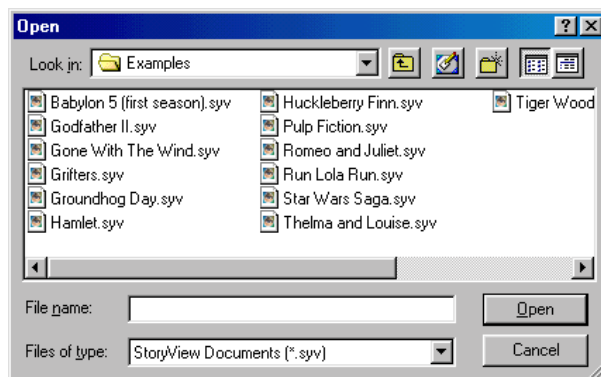 Open
Look in: Examples
Babylon 5 (first season).syv
Godfather II.syv
Gone With The Wind.syv
Grifters.syv
Groundhog Day.syv
Hamlet.syv
Huckleberry Finn.syv
Pulp Fiction.syv
Romeo and Juliet.syv
Run Lola Run.syv
Star Wars Saga.syv
Thelma and Louise.syv
Tiger Wood
File name:
Open
Files of type: StoryView Documents (*.syv)
Cancel